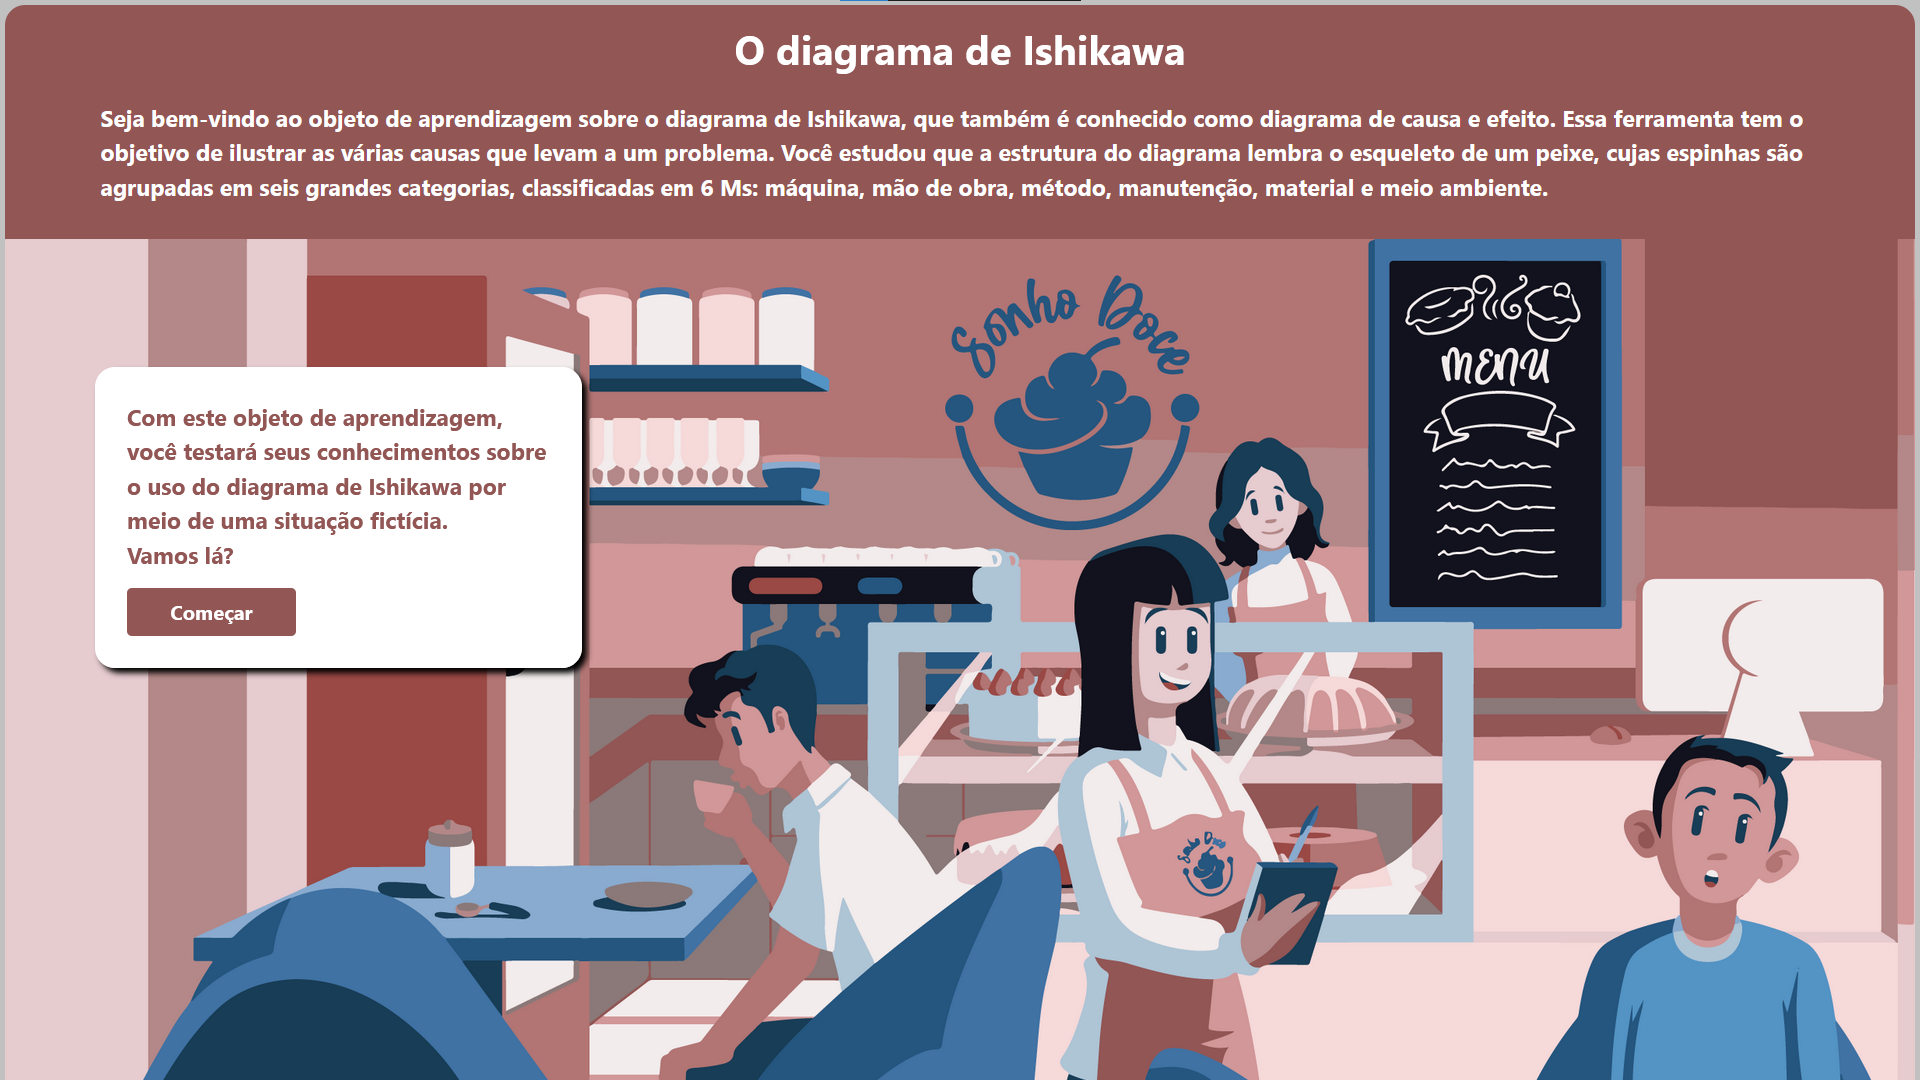 O diagrama de Ishikawa
Seja bem-vindo ao objeto de aprendizagem sobre o diagrama de Ishikawa, que também é conhecido como diagrama de causa e efeito. Essa ferramenta tem o
objetivo de ilustrar as várias causas que levam a um problema. Você estudou que a estrutura do diagrama lembra o esqueleto de um peixe, cujas espinhas são
agrupadas em seis grandes categorias, classificadas em 6 Ms: máquina, mão de obra, método, manutenção, material e meio ambiente.
Sonho Doce
MENU
Com este objeto de aprendizagem,
você testará seus conhecimentos sobre
o uso do diagrama de Ishikawa por
meio de uma situação fictícia.
Vamos lá?
Começar
Sonho Doce